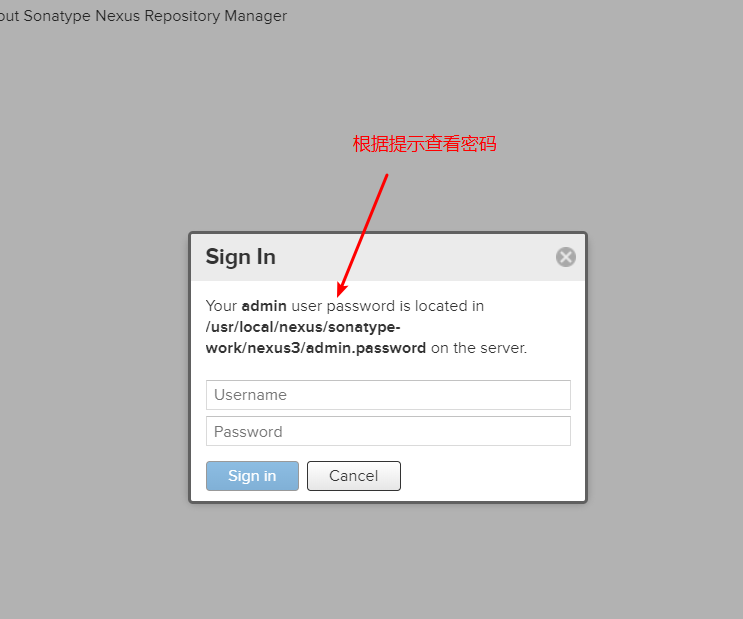 out Sonatype Nexus Repository Manager
根据提示查看密码
Sign In
Your admin user password is located in
/usr/local/nexus/sonatype-
work/nexus3/admin.password on the server.
Username
Password
Sign in Cancel